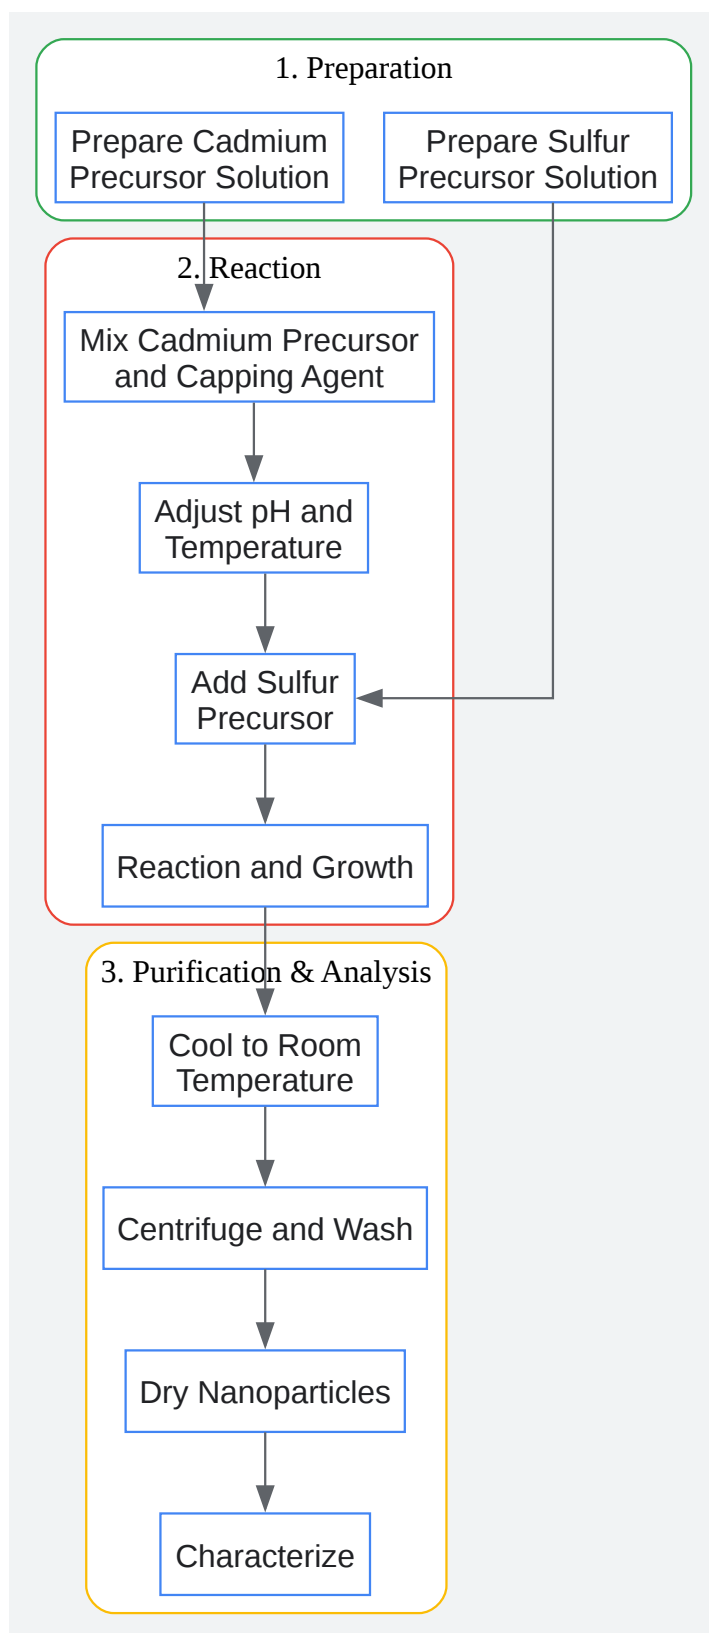 1. Preparation
Prepare Cadmium
Precursor Solution
Prepare Sulfur
Precursor Solution
2. Reaction
Mix Cadmium Precursor
and Capping Agent
Adjust pH and
Temperature
Add Sulfur
Precursor
Reaction and Growth
3. Purification & Analysis
Cool to Room
Temperature
Centrifuge and Wash
Dry Nanoparticles
Characterize